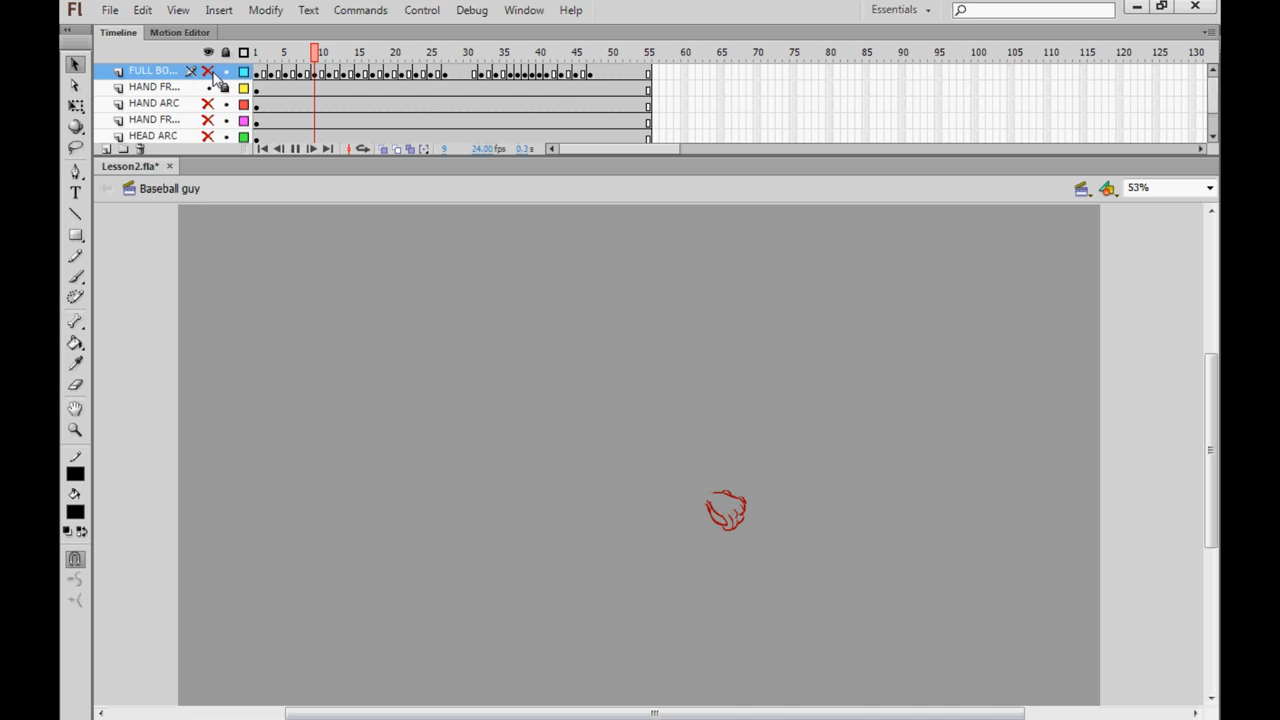 Fl File Edit View Insert Modify Text Commands Control Debug Window Help Essentials
Timeline Motion Editor
1 5 10 15 20 25 30 35 40 45 50 55 60 65 70 75 80 85 90 95 100 105 110 115 120 125 130
FULL BO...
HAND FR...
HAND ARC
HAND FR...
HEAD ARC
9 24.00 fps 0.3 s
Lesson2.fla* ×
Baseball guy 53%
T